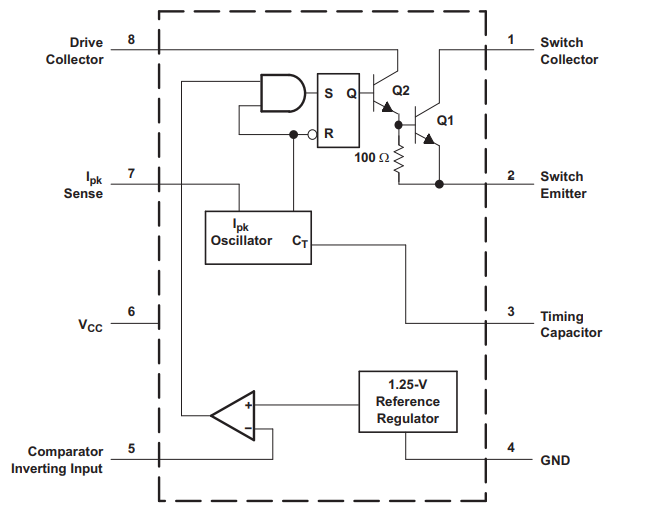 Drive
Collector
8
1
Switch
Collector
S Q
R
Q2
Q1
100 Ω
Ipk
Sense
7
2
Switch
Emitter
Ipk
Oscillator CT
VCC
6
3
Timing
Capacitor
1.25-V
Reference
Regulator
+
−
Comparator
Inverting Input
5
4
GND